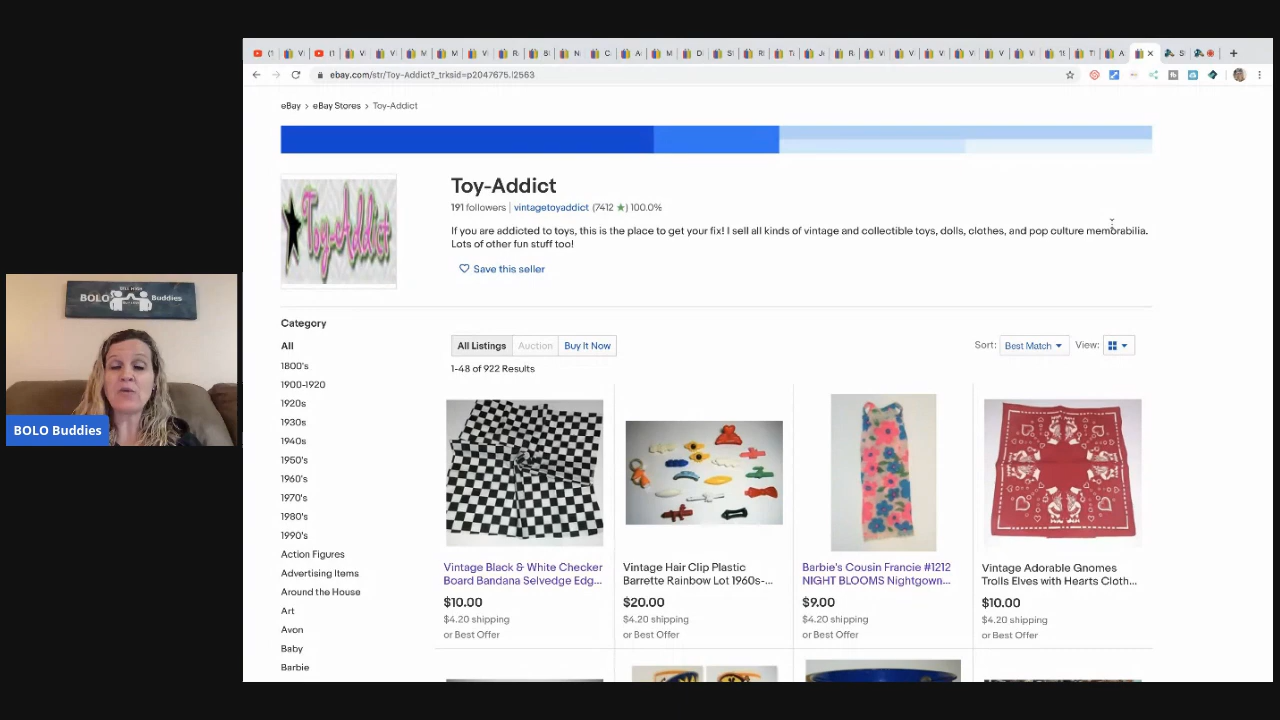 ebay.com/str/Toy-Addict?_trksid=p2047675.l2563
eBay > eBay Stores > Toy-Addict
Toy-Addict
Toy-Addict
191 followers | vintagetoyaddict (7412 ★) 100.0%
If you are addicted to toys, this is the place to get your fix! I sell all kinds of vintage and collectible toys, dolls, clothes, and pop culture memorabilia.
Lots of other fun stuff too!
Save this seller
Category
All
1800's
1900-1920
1920s
1930s
1940s
1950's
1960's
1970's
1980's
1990's
Action Figures
Advertising Items
Around the House
Art
Avon
Baby
Barbie
All Listings
Auction
Buy It Now
Sort:
Best Match
View:
1-48 of 922 Results
Vintage Black & White Checker
Board Bandana Selvedge Edg...
$10.00
$4.20 shipping
or Best Offer
Vintage Hair Clip Plastic
Barrette Rainbow Lot 1960s-...
$20.00
$4.20 shipping
or Best Offer
Barbie's Cousin Francie #1212
NIGHT BLOOMS Nightgown...
$9.00
$4.20 shipping
or Best Offer
Vintage Adorable Gnomes
Trolls Elves with Hearts Cloth...
$10.00
$4.20 shipping
or Best Offer
BOLO
Buddies
BOLO Buddies